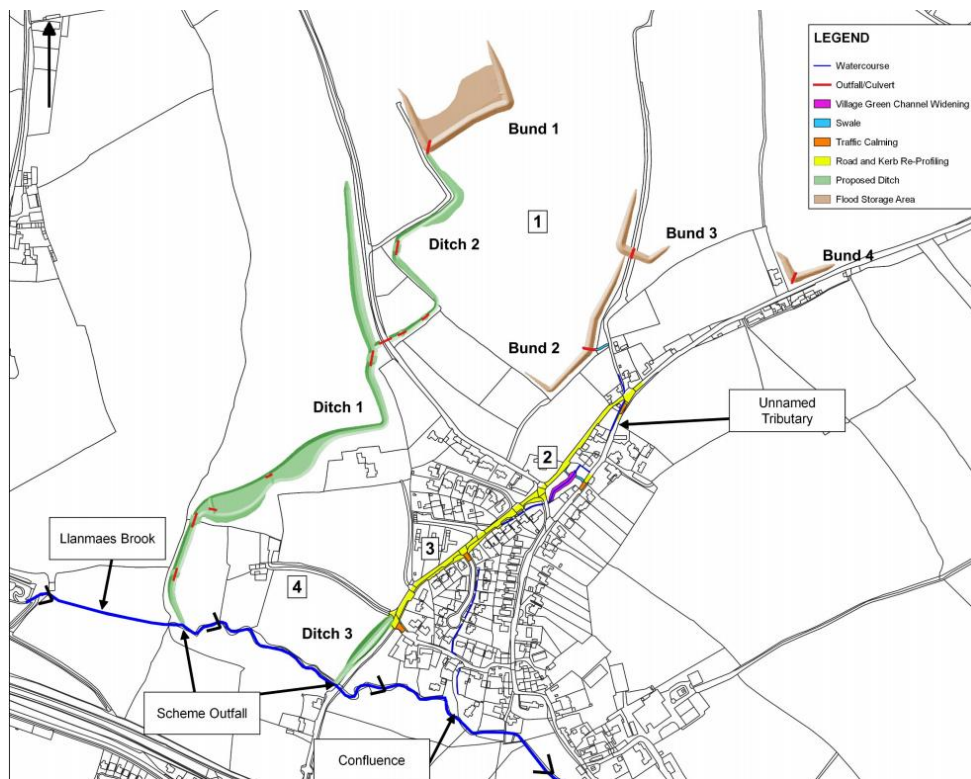 LEGEND
Watercourse
Outfall/Culvert
Village Green Channel Widening
Swale
Traffic Calming
Road and Kerb Re-Profiling
Proposed Ditch
Flood Storage Area
Bund 1
1
Ditch 2
Bund 3
Bund 4
Bund 2
Ditch 1
Unnamed
Tributary
2
Llanmaes Brook
3
4
Ditch 3
Scheme Outfall
Confluence